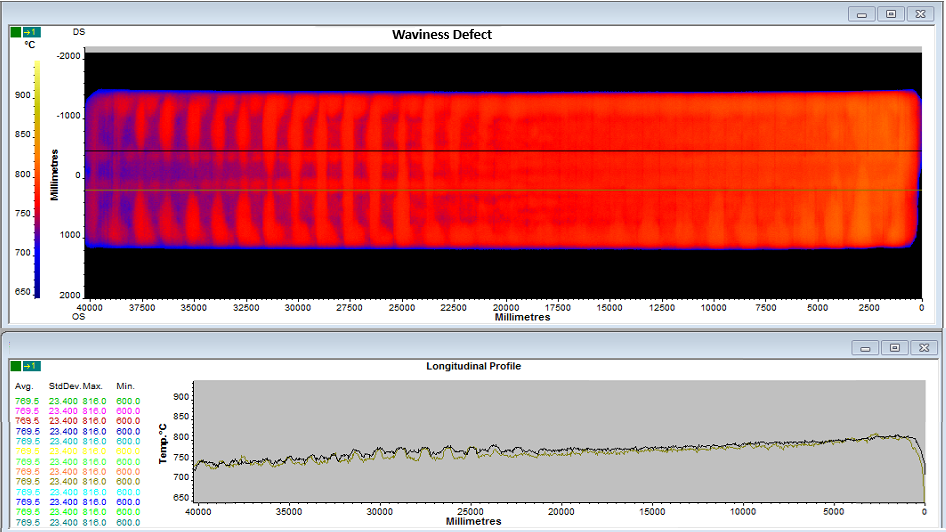 →1
DS
Waviness Defect
°C
-2000
900
-1000
850
800
0
750
700
1000
650
2000
Millimetres
40000 37500 35000 32500 30000 27500 25000 22500 20000 17500 15000 12500 10000 7500 5000 2500 0
OS
Millimetres
→1
Longitudinal Profile
Avg. StdDev. Max. Min.
769.5 23.400 816.0 600.0
769.5 23.400 816.0 600.0
769.5 23.400 816.0 600.0
769.5 23.400 816.0 600.0
769.5 23.400 816.0 600.0
769.5 23.400 816.0 600.0
769.5 23.400 816.0 600.0
769.5 23.400 816.0 600.0
769.5 23.400 816.0 600.0
769.5 23.400 816.0 600.0
769.5 23.400 816.0 600.0
769.5 23.400 816.0 600.0
769.5 23.400 816.0 600.0
Temp.°C
900
850
800
750
700
650
40000 35000 30000 25000 20000 15000 10000 5000 0
Millimetres